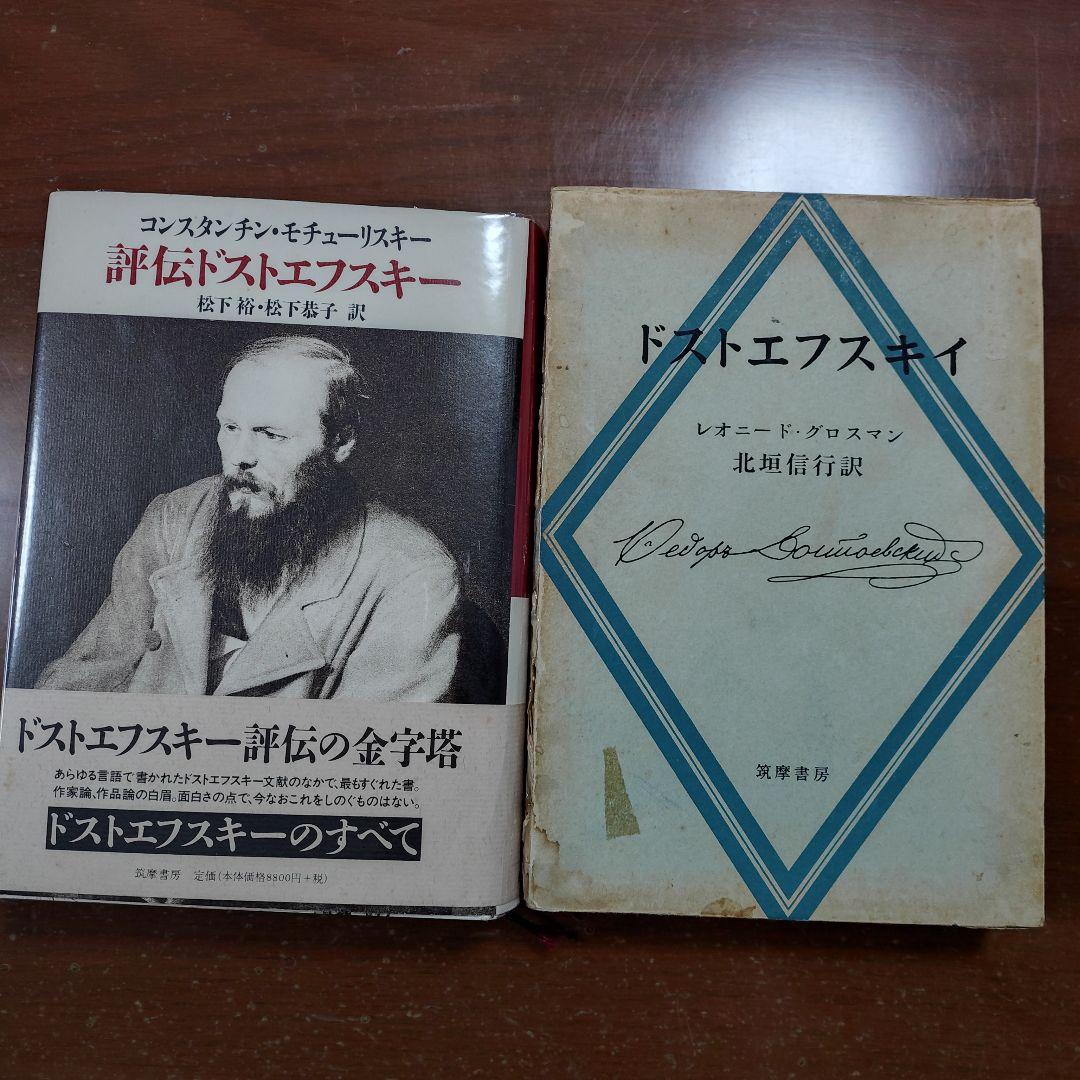 コンスタンチン・モチューリスキー
評伝ドストエフスキー
松下 裕・松下恭子 訳
ドストエフスキー評伝の金字塔
あらゆる言語で書かれたドストエフスキー文献のなかで、最もすぐれた書。
作家論、作品論の白眉。面白さの点で、今なおこれをしのぐものはない。
ドストエフスキーのすべて
筑摩書房 定価(本体価格8800円+税)
ドストエフスキイ
レオニード・グロスマン
北垣信行訳
Ѳедоръ Достоевскій
筑摩書房